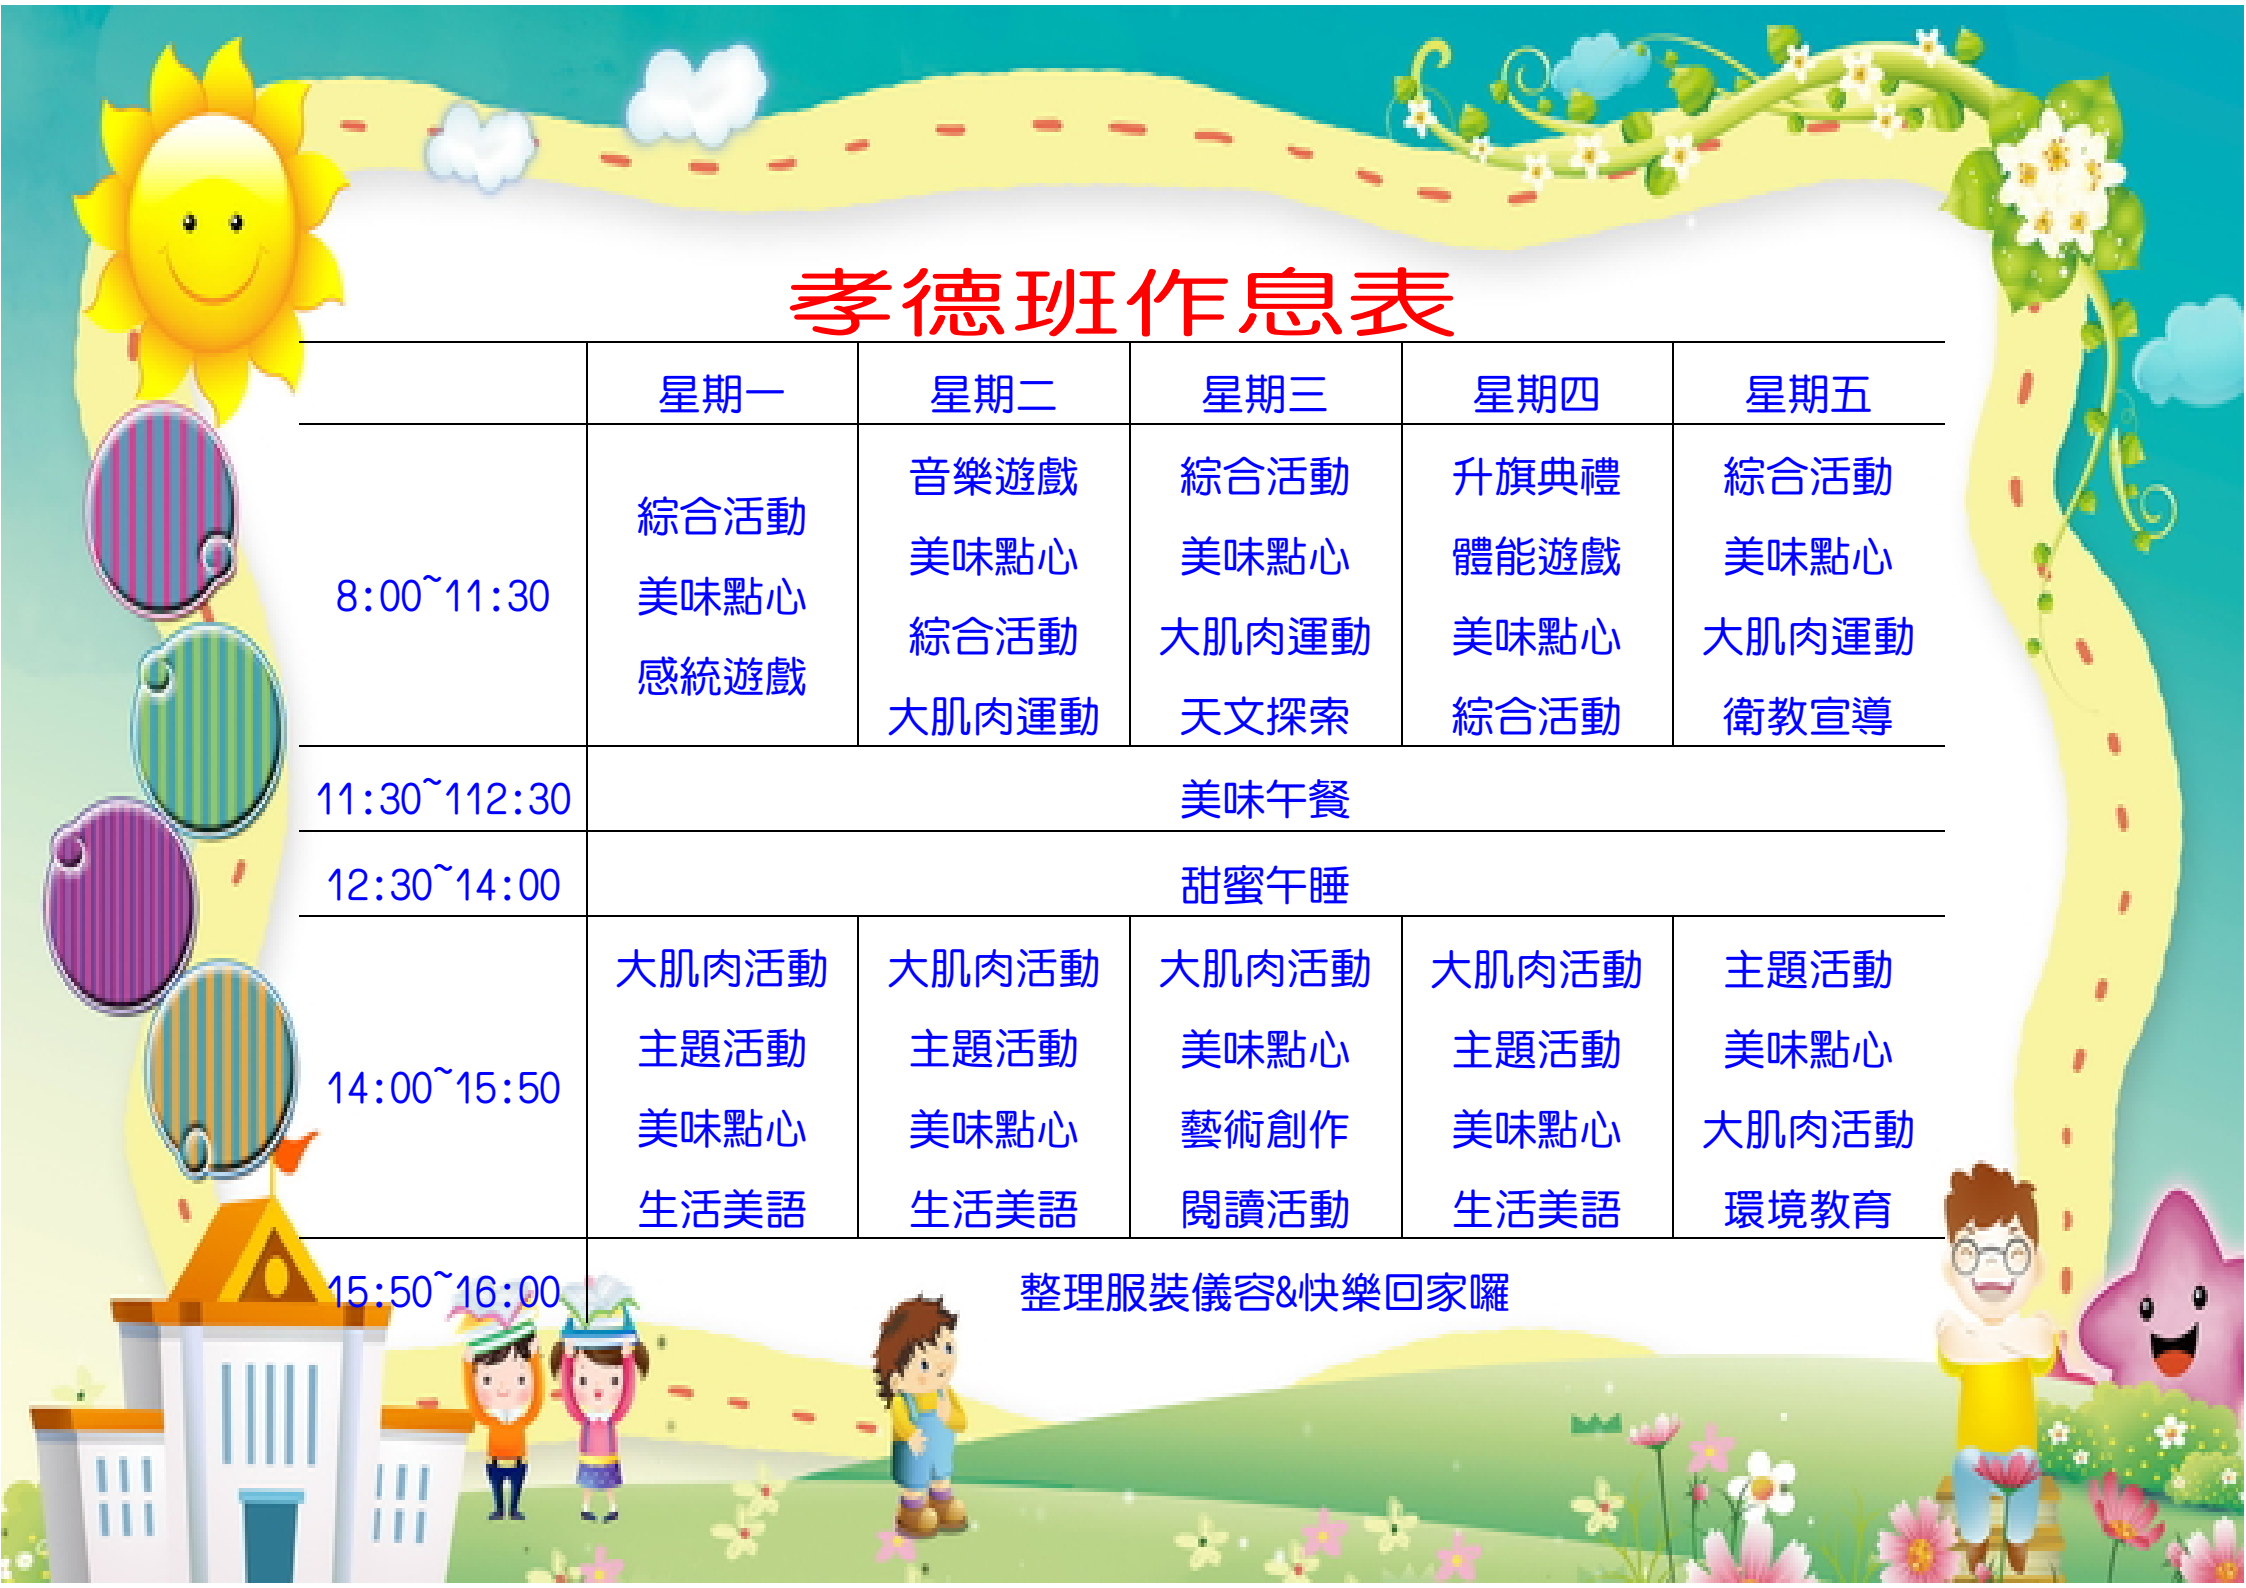 孝德班作息表
星期一 星期二 星期三 星期四 星期五
8:00~11:30
綜合活動
美味點心
感統遊戲
音樂遊戲
美味點心
綜合活動
大肌肉運動
綜合活動
美味點心
大肌肉運動
天文探索
升旗典禮
體能遊戲
美味點心
綜合活動
綜合活動
美味點心
大肌肉運動
衛教宣導
11:30~112:30 美味午餐
12:30~14:00 甜蜜午睡
14:00~15:50
大肌肉活動
主題活動
美味點心
生活美語
大肌肉活動
主題活動
美味點心
生活美語
大肌肉活動
美味點心
藝術創作
閱讀活動
大肌肉活動
主題活動
美味點心
生活美語
主題活動
美味點心
大肌肉活動
環境教育
15:50~16:00 整理服裝儀容&快樂回家囉